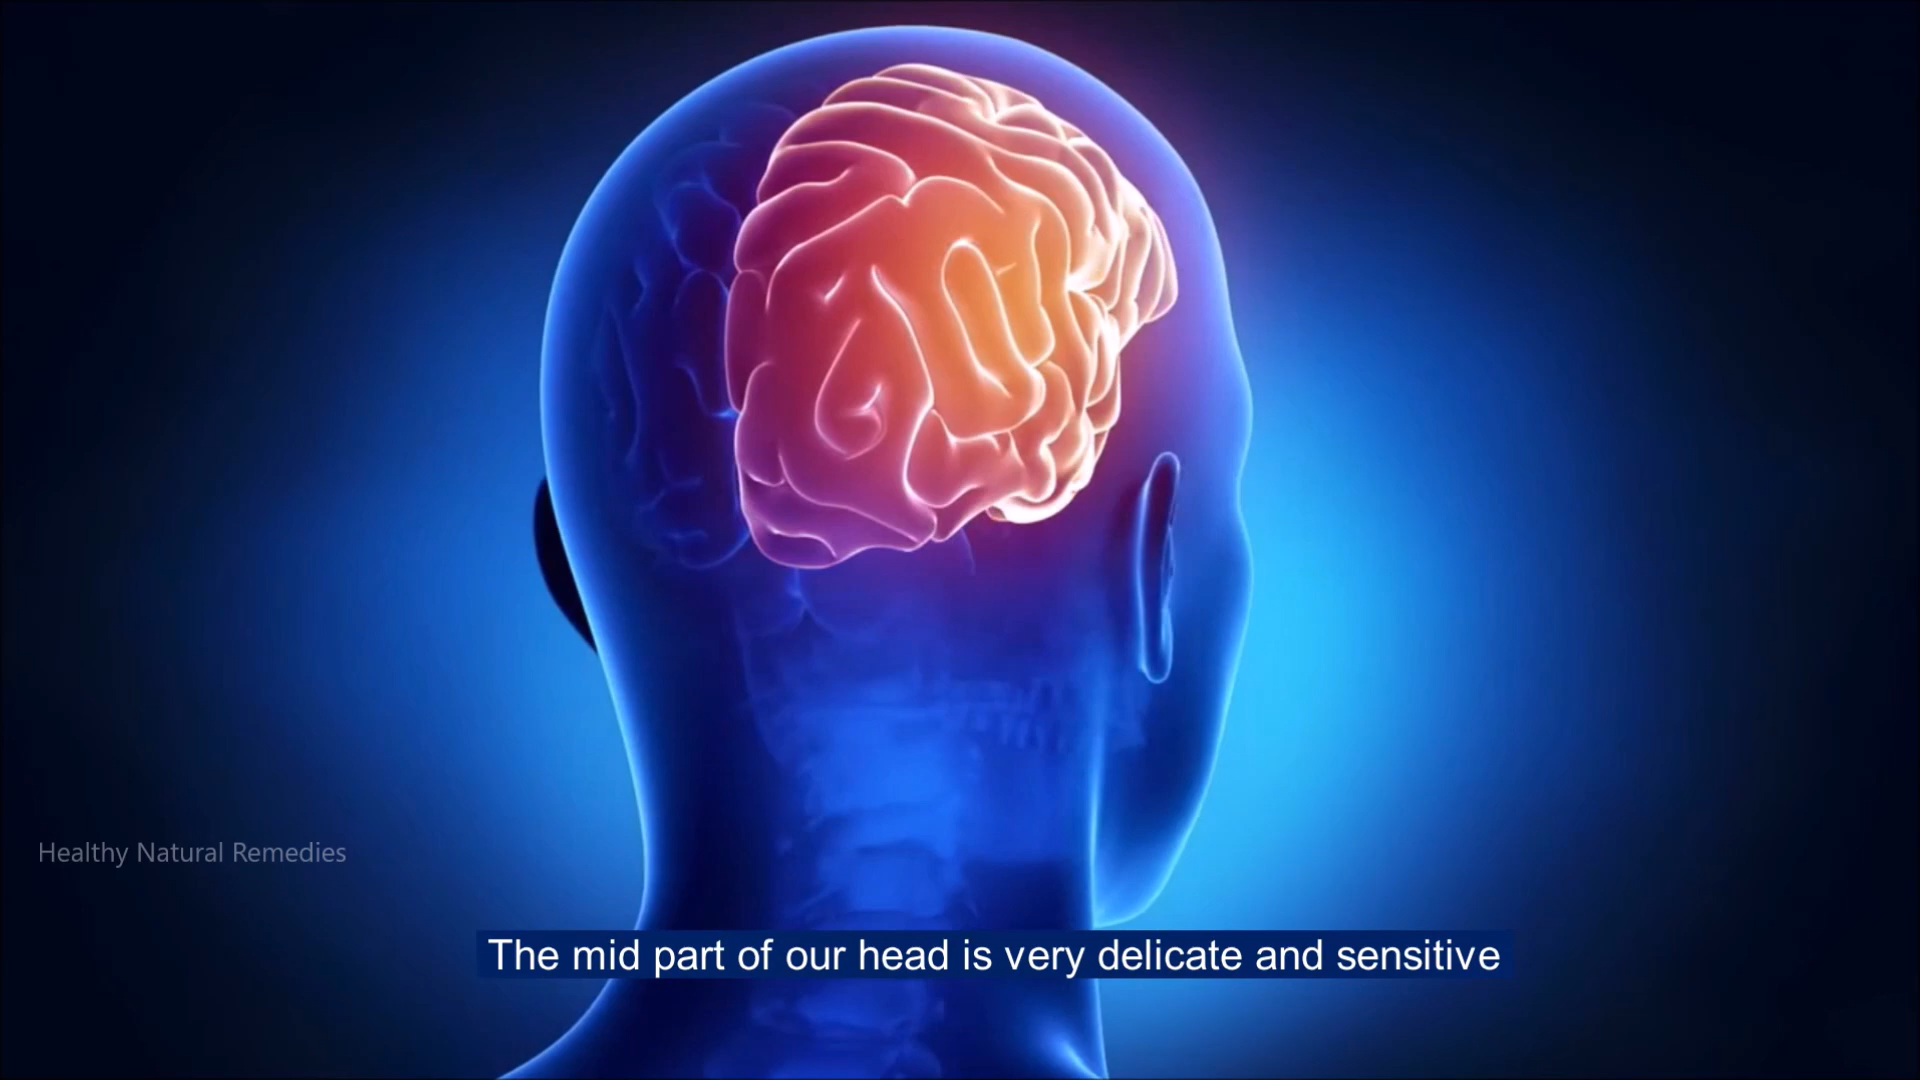 Healthy Natural Remedies
The mid part of our head is very delicate and sensitive